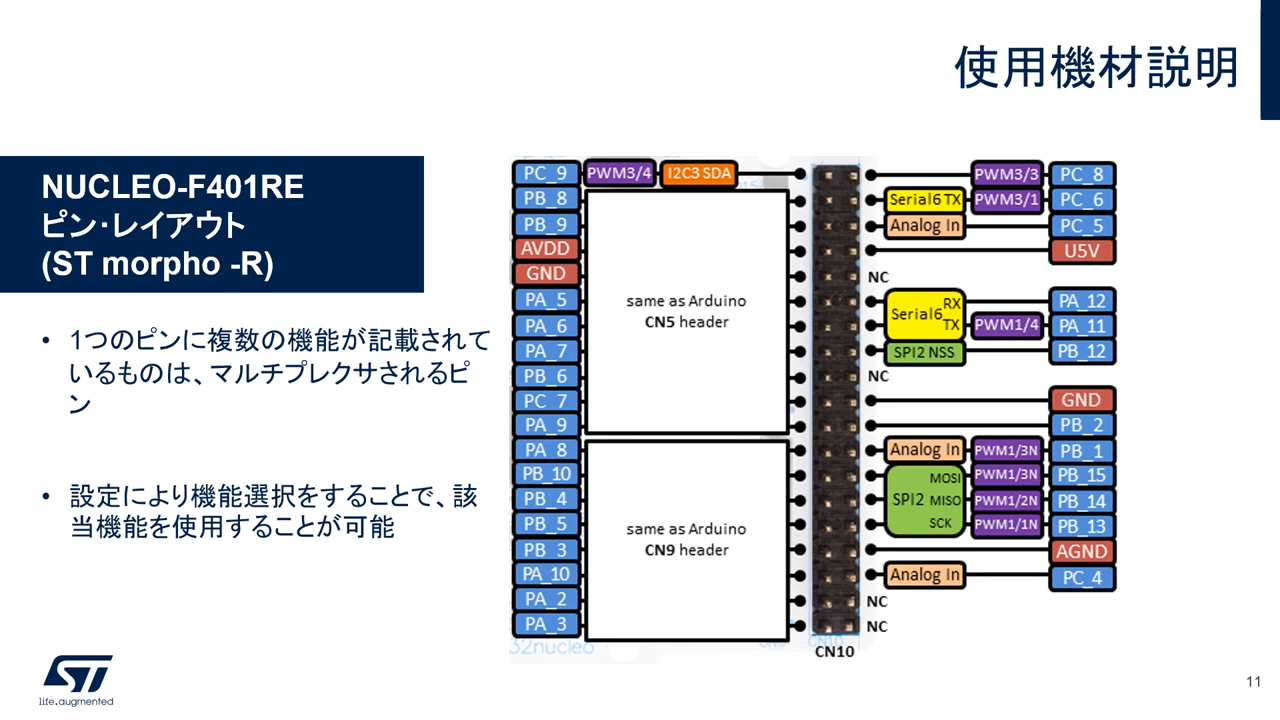 使用機材説明
NUCLEO-F401RE
ピン･レイアウト
(ST morpho -R)
• 1つのピンに複数の機能が記載されて
いるものは、マルチプレクサされるピ
ン
• 設定により機能選択をすることで、該
当機能を使用することが可能
PC_9 PWM3/4 I2C3 SDA
PB_8
PB_9
AVDD
GND
PA_5
PA_6
PA_7
PB_6
PC_7
PA_9
PA_8
PB_10
PB_4
PB_5
PB_3
PA_10
PA_2
PA_3
same as Arduino
CN5 header
same as Arduino
CN9 header
PWM3/3 PC_8
Serial6 TX PWM3/1 PC_6
Analog In PC_5
U5V
NC
Serial6 RX PA_12
TX PWM1/4 PA_11
SPI2 NSS PB_12
NC
GND
PB_2
Analog In PWM1/3N PB_1
MOSI PWM1/3N PB_15
SPI2 MISO PWM1/2N PB_14
SCK PWM1/1N PB_13
AGND
Analog In PC_4
NC
NC
CN10
32nucleo
CN10
ST
life.augmented
11